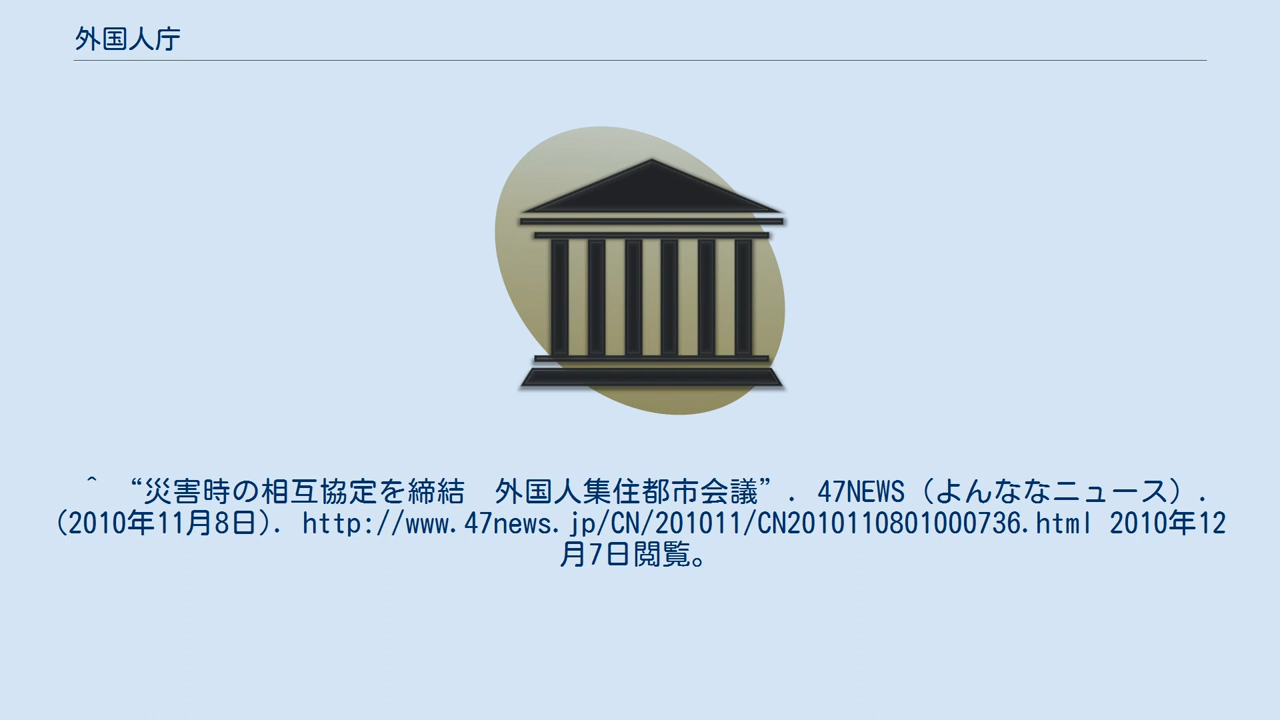 外国人庁
^ “災害時の相互協定を締結　外国人集住都市会議”. 47NEWS（よんななニュース）.
(2010年11月8日). http://www.47news.jp/CN/201011/CN2010110801000736.html 2010年12
月7日閲覧。